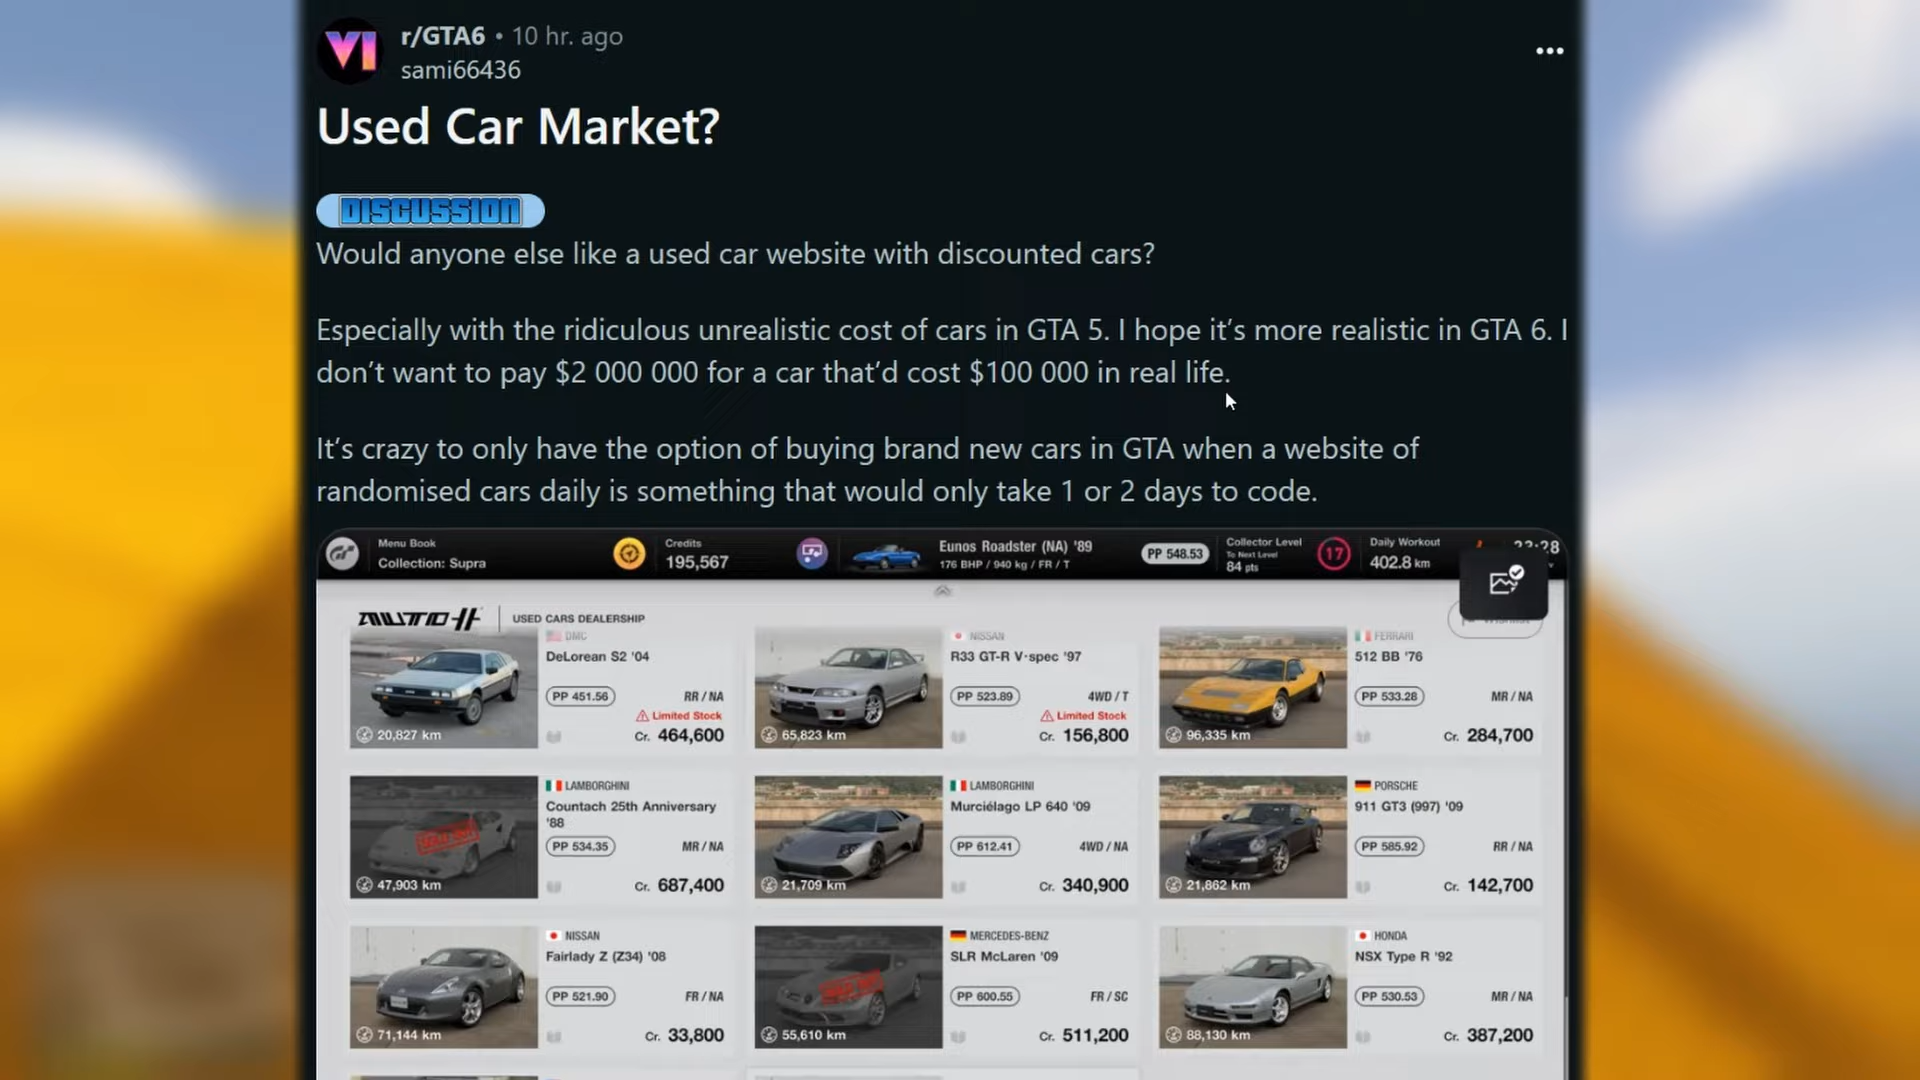 VI
r/GTA6 • 10 hr. ago
sami66436
Used Car Market?
DISCUSSION
Would anyone else like a used car website with discounted cars?
Especially with the ridiculous unrealistic cost of cars in GTA 5. I hope it's more realistic in GTA 6. I
don't want to pay $2 000 000 for a car that'd cost $100 000 in real life.
It's crazy to only have the option of buying brand new cars in GTA when a website of
randomised cars daily is something that would only take 1 or 2 days to code.
Menu Book
Collection: Supra
Credits
195,567
Eunos Roadster (NA) '89
176 BHP / 940 kg / FR / T
PP 548.53
Collector Level
To Next Level
84 pts
17
Daily Workout
402.8 km
23:28
USED CARS DEALERSHIP
DMC
DeLorean S2 '04
PP 451.56
RR / NA
Limited Stock
20,827 km
Cr. 464,600
NISSAN
R33 GT-R V·spec '97
PP 523.89
4WD / T
Limited Stock
65,823 km
Cr. 156,800
FERRARI
512 BB '76
PP 533.28
MR / NA
96,335 km
Cr. 284,700
LAMBORGHINI
Countach 25th Anniversary
'88
PP 534.35
MR / NA
SOLD OUT
47,903 km
Cr. 687,400
LAMBORGHINI
Murciélago LP 640 '09
PP 612.41
4WD / NA
21,709 km
Cr. 340,900
PORSCHE
911 GT3 (997) '09
PP 585.92
RR / NA
21,862 km
Cr. 142,700
NISSAN
Fairlady Z (Z34) '08
PP 521.90
FR / NA
71,144 km
Cr. 33,800
MERCEDES-BENZ
SLR McLaren '09
PP 600.55
FR / SC
SOLD OUT
55,610 km
Cr. 511,200
HONDA
NSX Type R '92
PP 530.53
MR / NA
88,130 km
Cr. 387,200